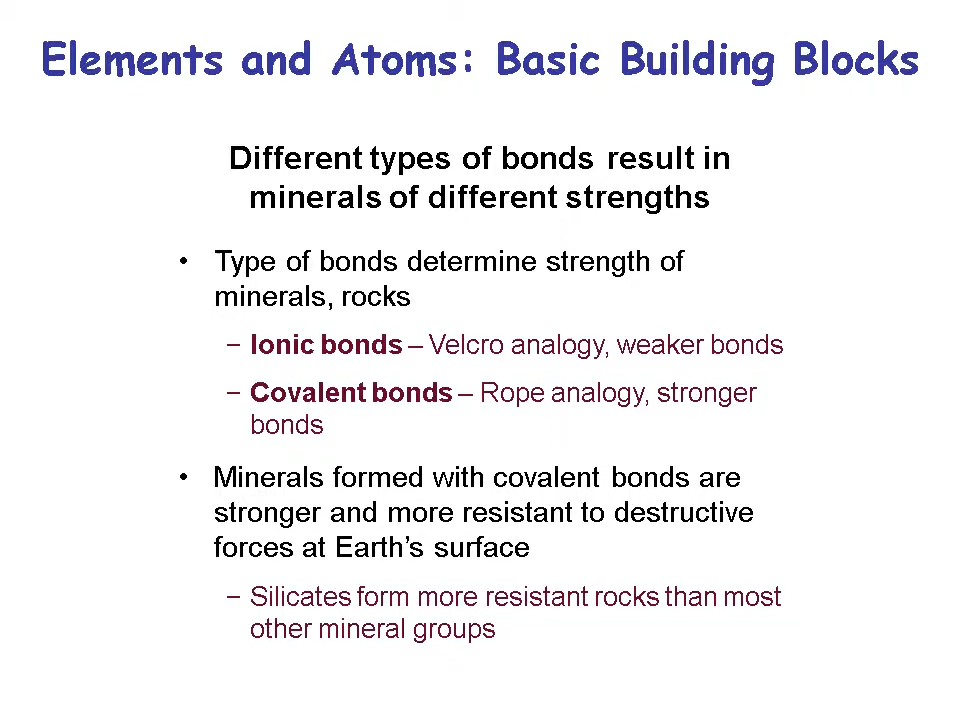 Elements and Atoms: Basic Building Blocks
Different types of bonds result in
minerals of different strengths
• Type of bonds determine strength of
minerals, rocks
– Ionic bonds – Velcro analogy, weaker bonds
– Covalent bonds – Rope analogy, stronger
bonds
• Minerals formed with covalent bonds are
stronger and more resistant to destructive
forces at Earth’s surface
– Silicates form more resistant rocks than most
other mineral groups